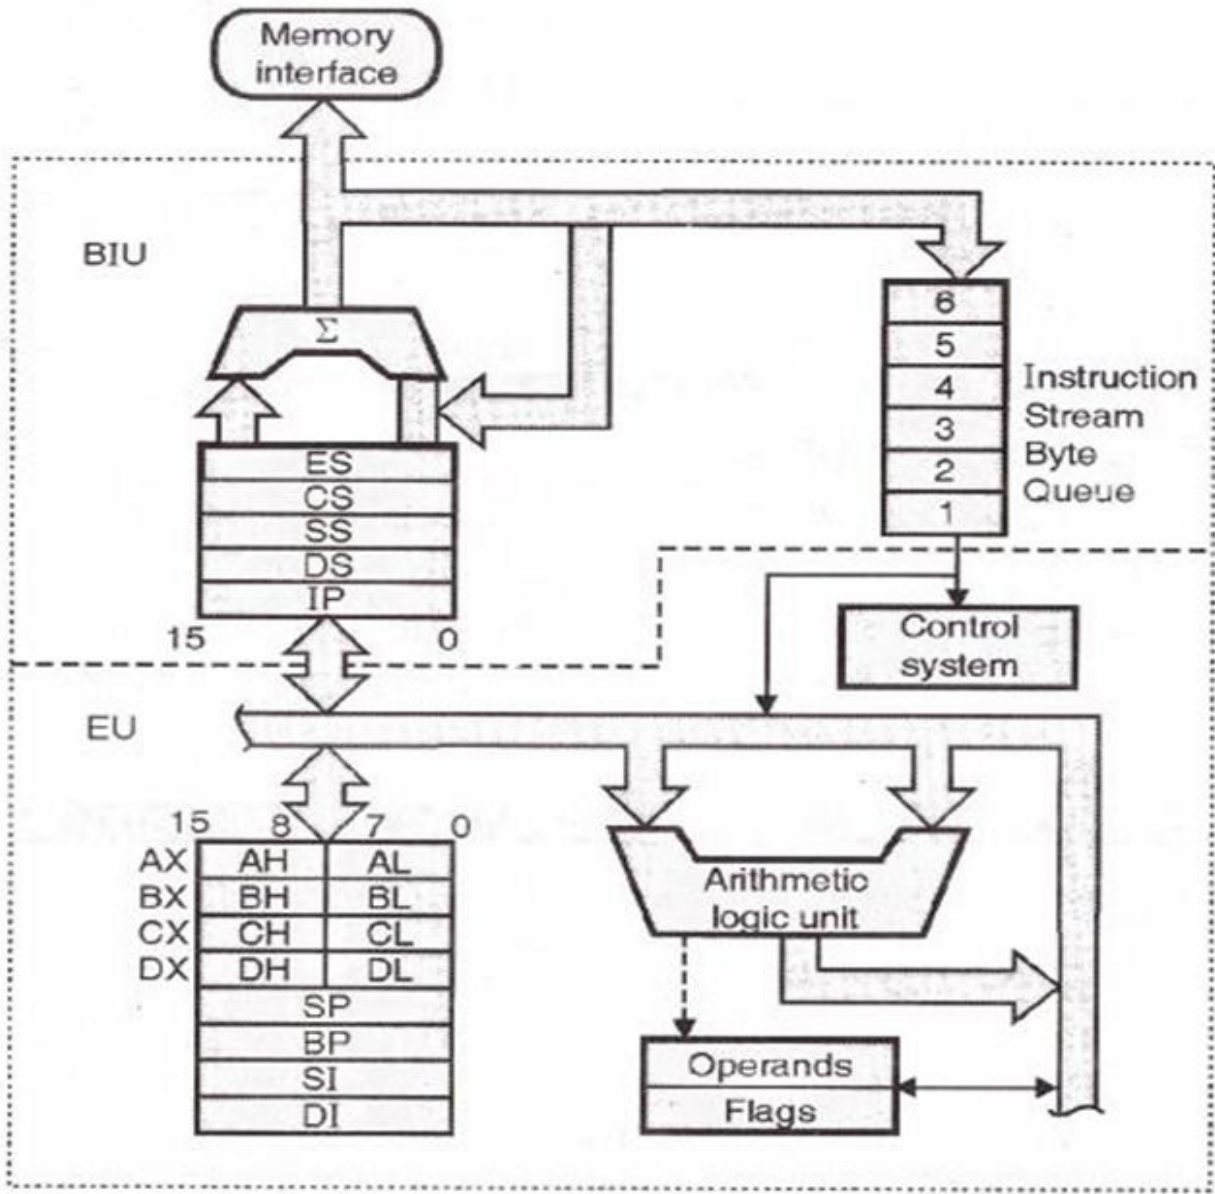 Memory
interface
BIU
Σ
6
5
4
3
2
1
Instruction
Stream
Byte
Queue
ES
CS
SS
DS
IP
15 0
Control
system
EU
15 8 7 0
AX AH AL
BX BH BL
CX CH CL
DX DH DL
SP
BP
SI
DI
Arithmetic
logic unit
Operands
Flags